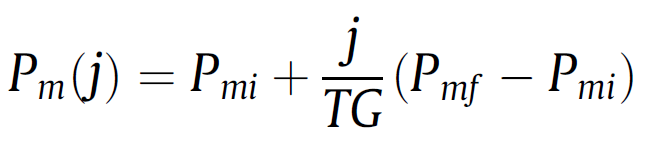 P_m(j) = P_{mi} + \frac{j}{TG}(P_{mf} − P_{mi})